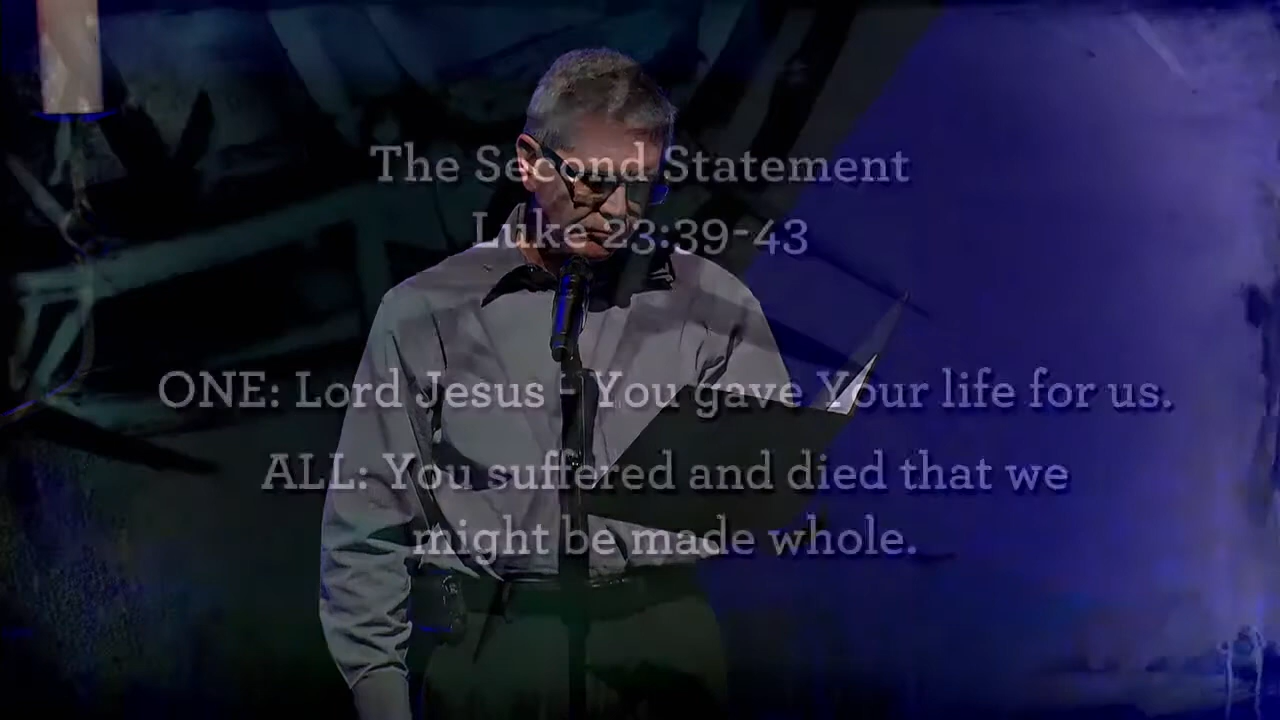 The Second Statement
Luke 23:39-43
ONE: Lord Jesus - You gave Your life for us.
ALL: You suffered and died that we
might be made whole.